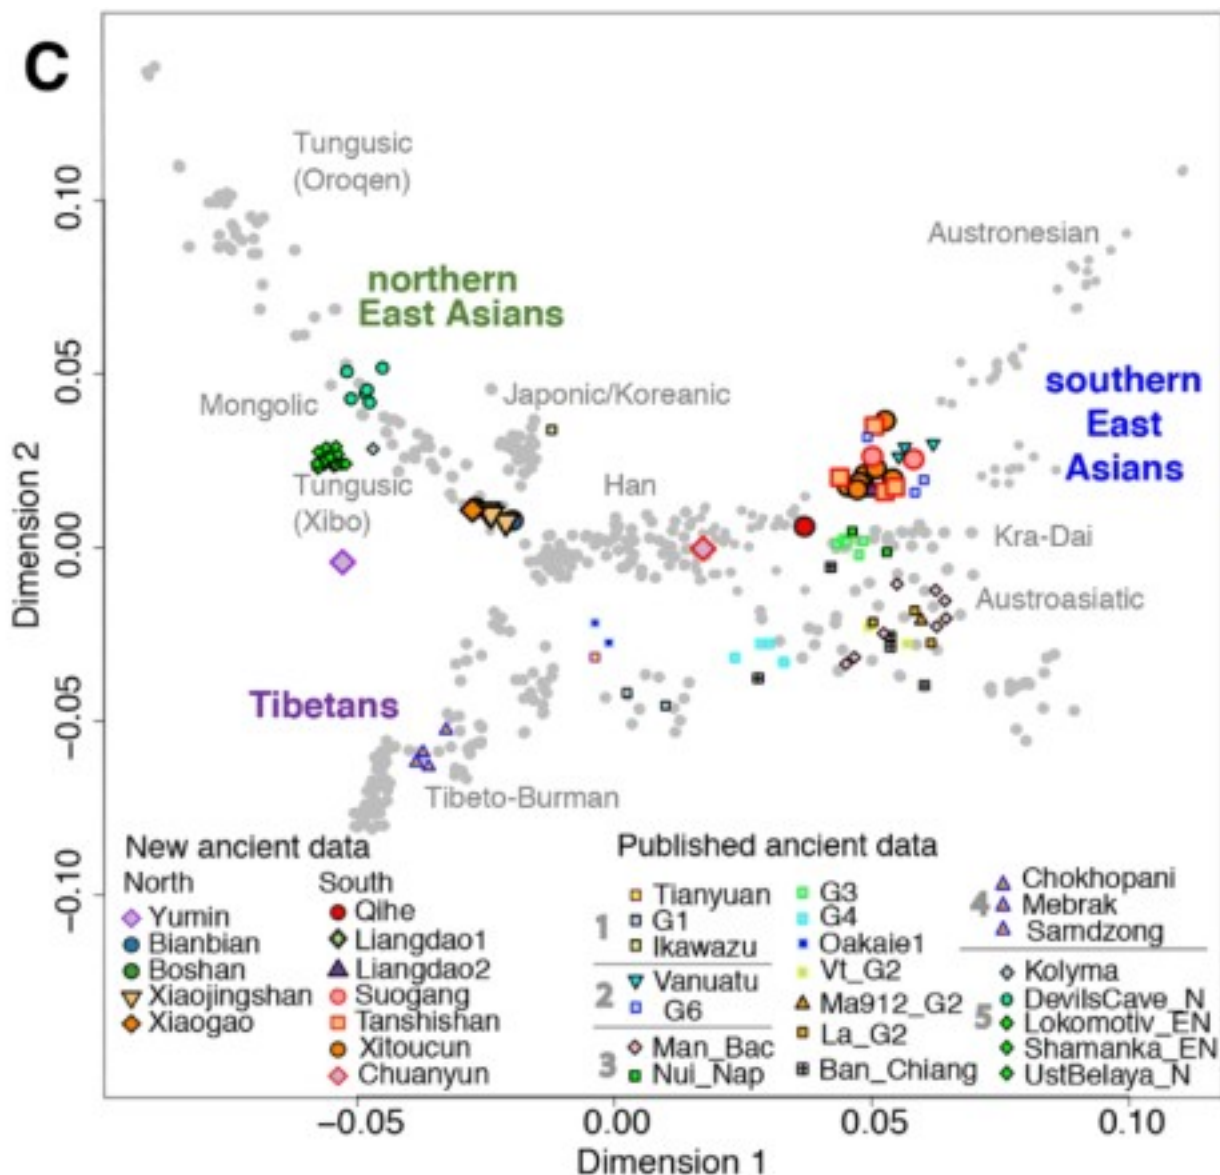 C
Tungusic
(Oroqen)
Austronesian
northern
East Asians
southern
East
Asians
Mongolic
Japonic/Koreanic
Tungusic
(Xibo)
Han
Kra-Dai
Austroasiatic
Tibetans
Tibeto-Burman
0.10
0.05
0.00
−0.05
−0.10
Dimension 2
New ancient data
North
Yumin
Bianbian
Boshan
Xiaojingshan
Xiaogao
South
Qihe
Liangdao1
Liangdao2
Suogang
Tanshishan
Xitoucun
Chuanyun
Published ancient data
1
Tianyuan
G1
Ikawazu
2
Vanuatu
G6
3
Man_Bac
Nui_Nap
G3
G4
Oakaie1
Vt_G2
Ma912_G2
La_G2
Ban_Chiang
4
Chokhopani
Mebrak
Samdzong
5
Kolyma
DevilsCave_N
Lokomotiv_EN
Shamanka_EN
UstBelaya_N
−0.05
0.00
0.05
0.10
Dimension 1